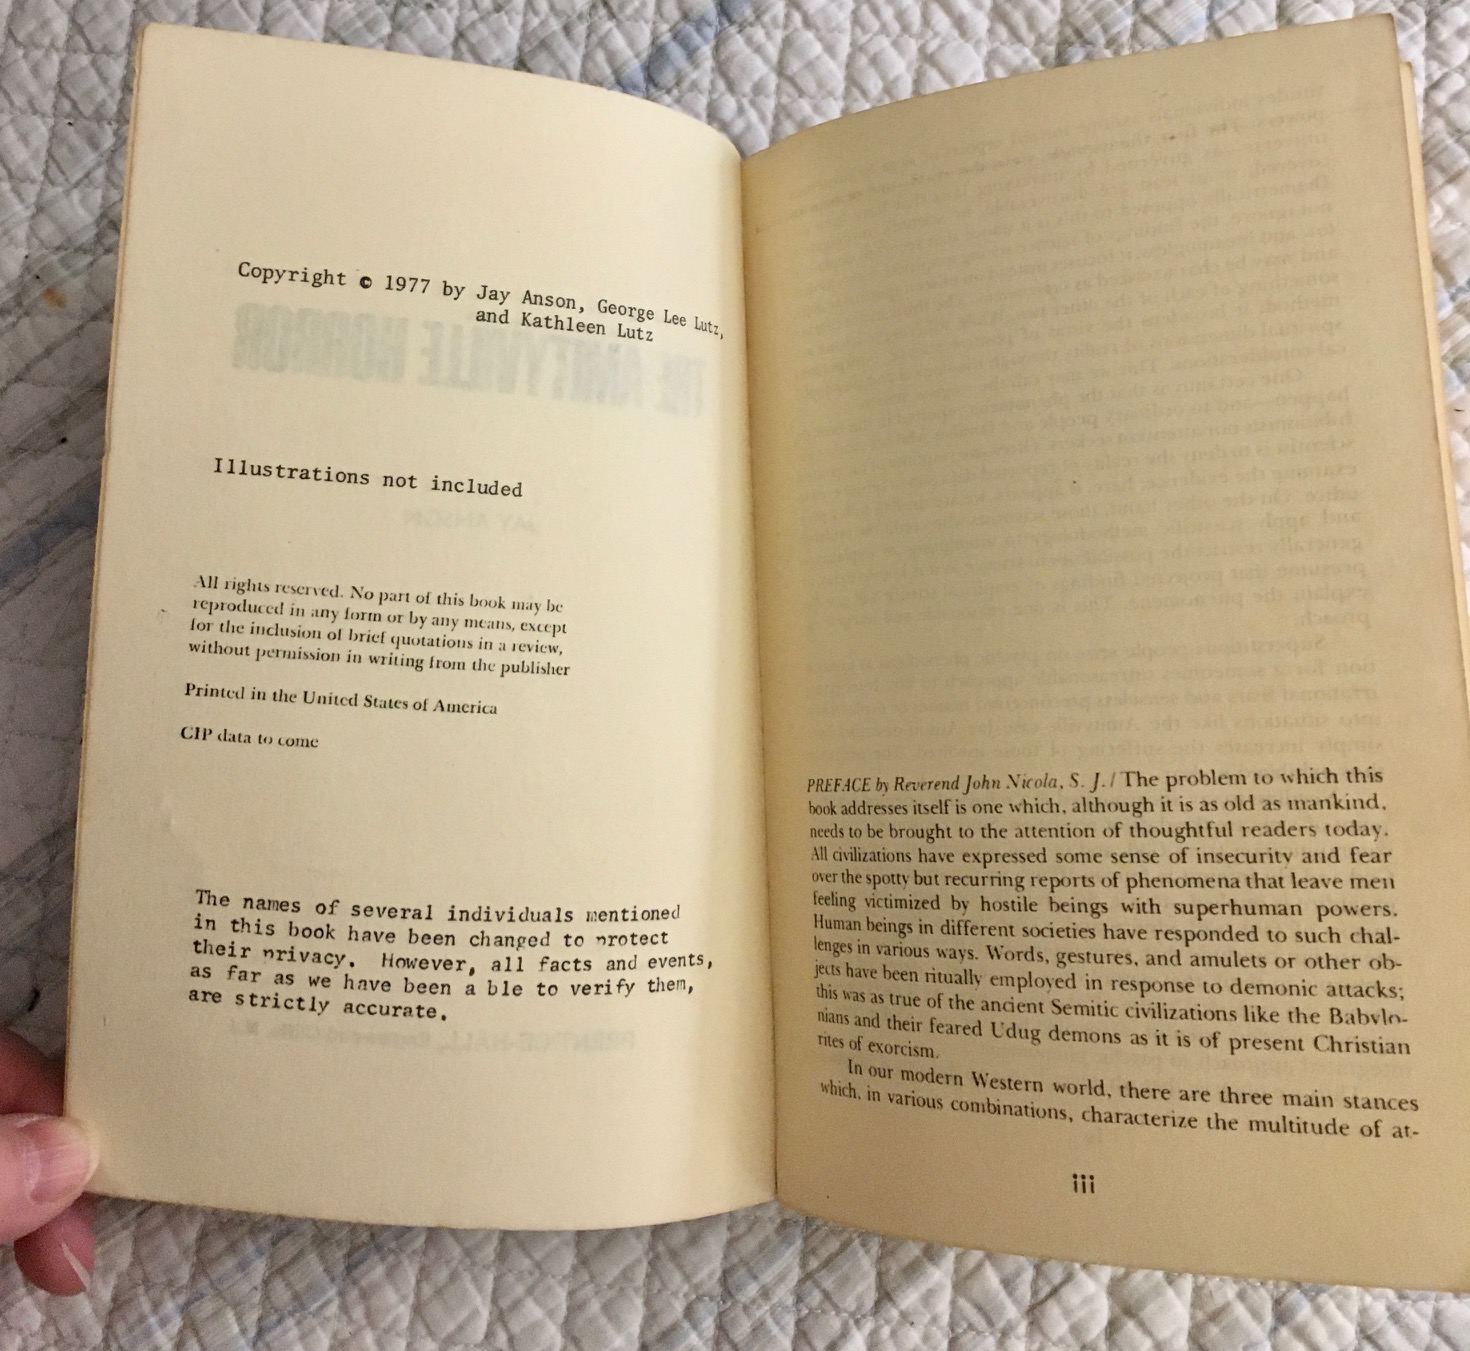 Copyright © 1977 by Jay Anson, George Lee Lutz,
and Kathleen Lutz
Illustrations not included
All rights reserved. No part of this book may be
reproduced in any form or by any means, except
for the inclusion of brief quotations in a review,
without permission in writing from the publisher
Printed in the United States of America
CIP data to come
The names of several individuals mentioned
in this book have been changed to protect
their privacy. However, all facts and events,
as far as we have been a ble to verify them,
are strictly accurate.
PREFACE by Reverend John Nicola, S. J. / The problem to which this
book addresses itself is one which, although it is as old as mankind,
needs to be brought to the attention of thoughtful readers today.
All civilizations have expressed some sense of insecurity and fear
over the spotty but recurring reports of phenomena that leave men
feeling victimized by hostile beings with superhuman powers.
Human beings in different societies have responded to such chal-
lenges in various ways. Words, gestures, and amulets or other ob-
jects have been ritually employed in response to demonic attacks;
this was as true of the ancient Semitic civilizations like the Babylo-
nians and their feared Udug demons as it is of present Christian
rites of exorcism.
In our modern Western world, there are three main stances
which, in various combinations, characterize the multitude of at-
iii